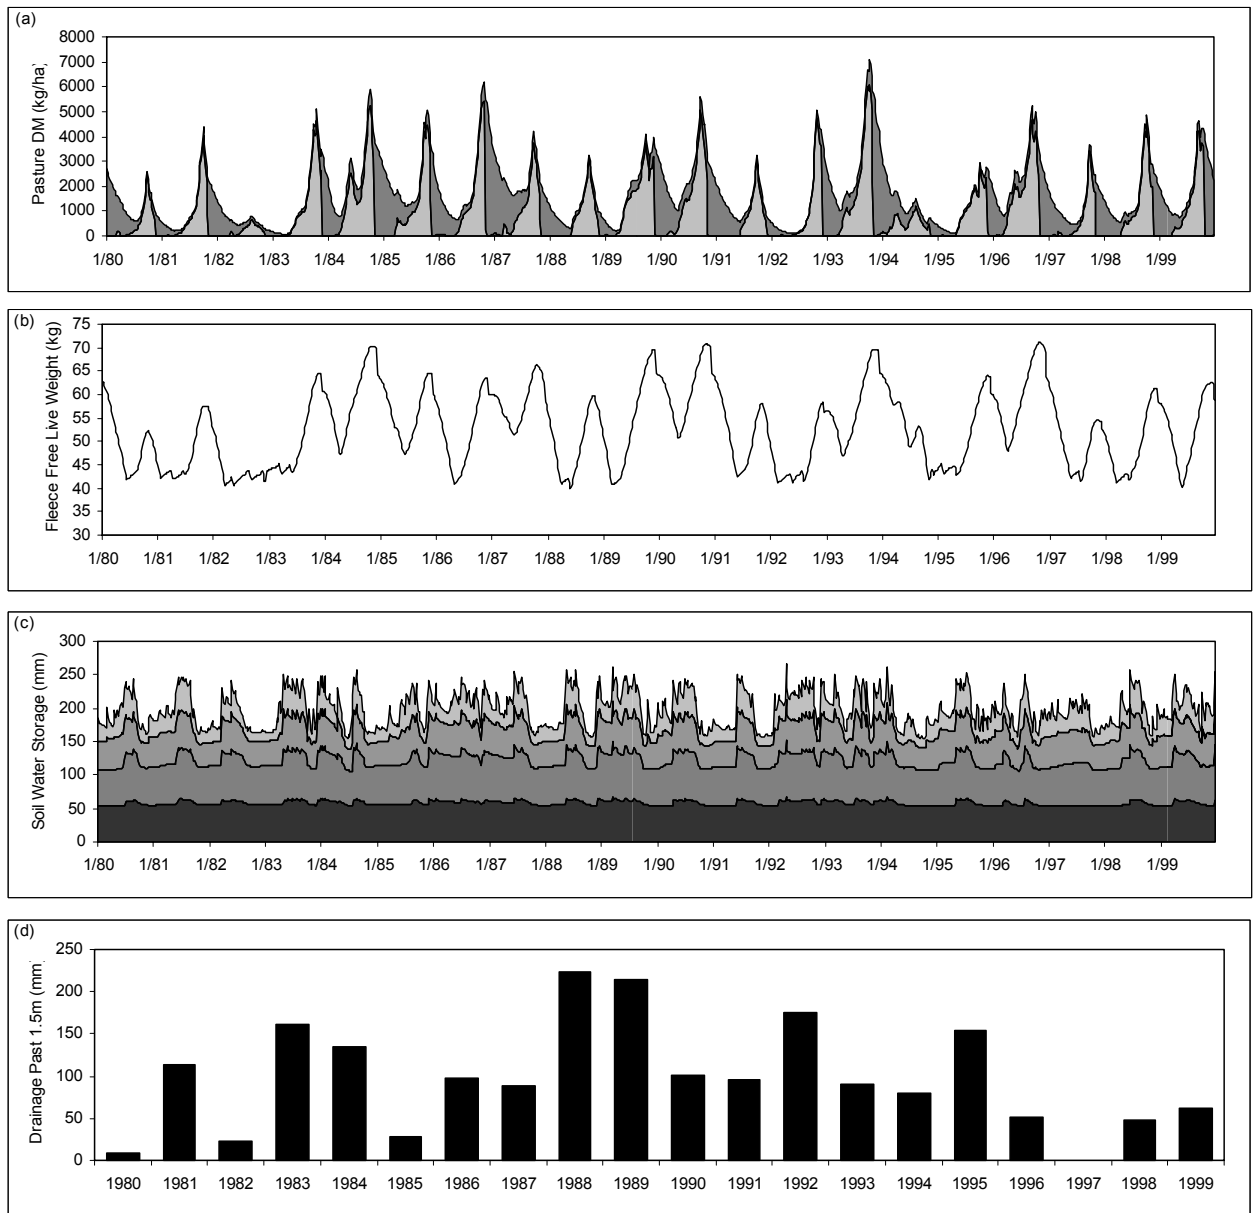 (a)
Pasture DM (kg/ha)
8000
7000
6000
5000
4000
3000
2000
1000
0
1/80 1/81 1/82 1/83 1/84 1/85 1/86 1/87 1/88 1/89 1/90 1/91 1/92 1/93 1/94 1/95 1/96 1/97 1/98 1/99
(b)
Fleece Free Live Weight (kg)
75
70
65
60
55
50
45
40
35
30
1/80 1/81 1/82 1/83 1/84 1/85 1/86 1/87 1/88 1/89 1/90 1/91 1/92 1/93 1/94 1/95 1/96 1/97 1/98 1/99
(c)
Soil Water Storage (mm)
300
250
200
150
100
50
0
1/80 1/81 1/82 1/83 1/84 1/85 1/86 1/87 1/88 1/89 1/90 1/91 1/92 1/93 1/94 1/95 1/96 1/97 1/98 1/99
(d)
Drainage Past 1.5m (mm)
250
200
150
100
50
0
1980 1981 1982 1983 1984 1985 1986 1987 1988 1989 1990 1991 1992 1993 1994 1995 1996 1997 1998 1999